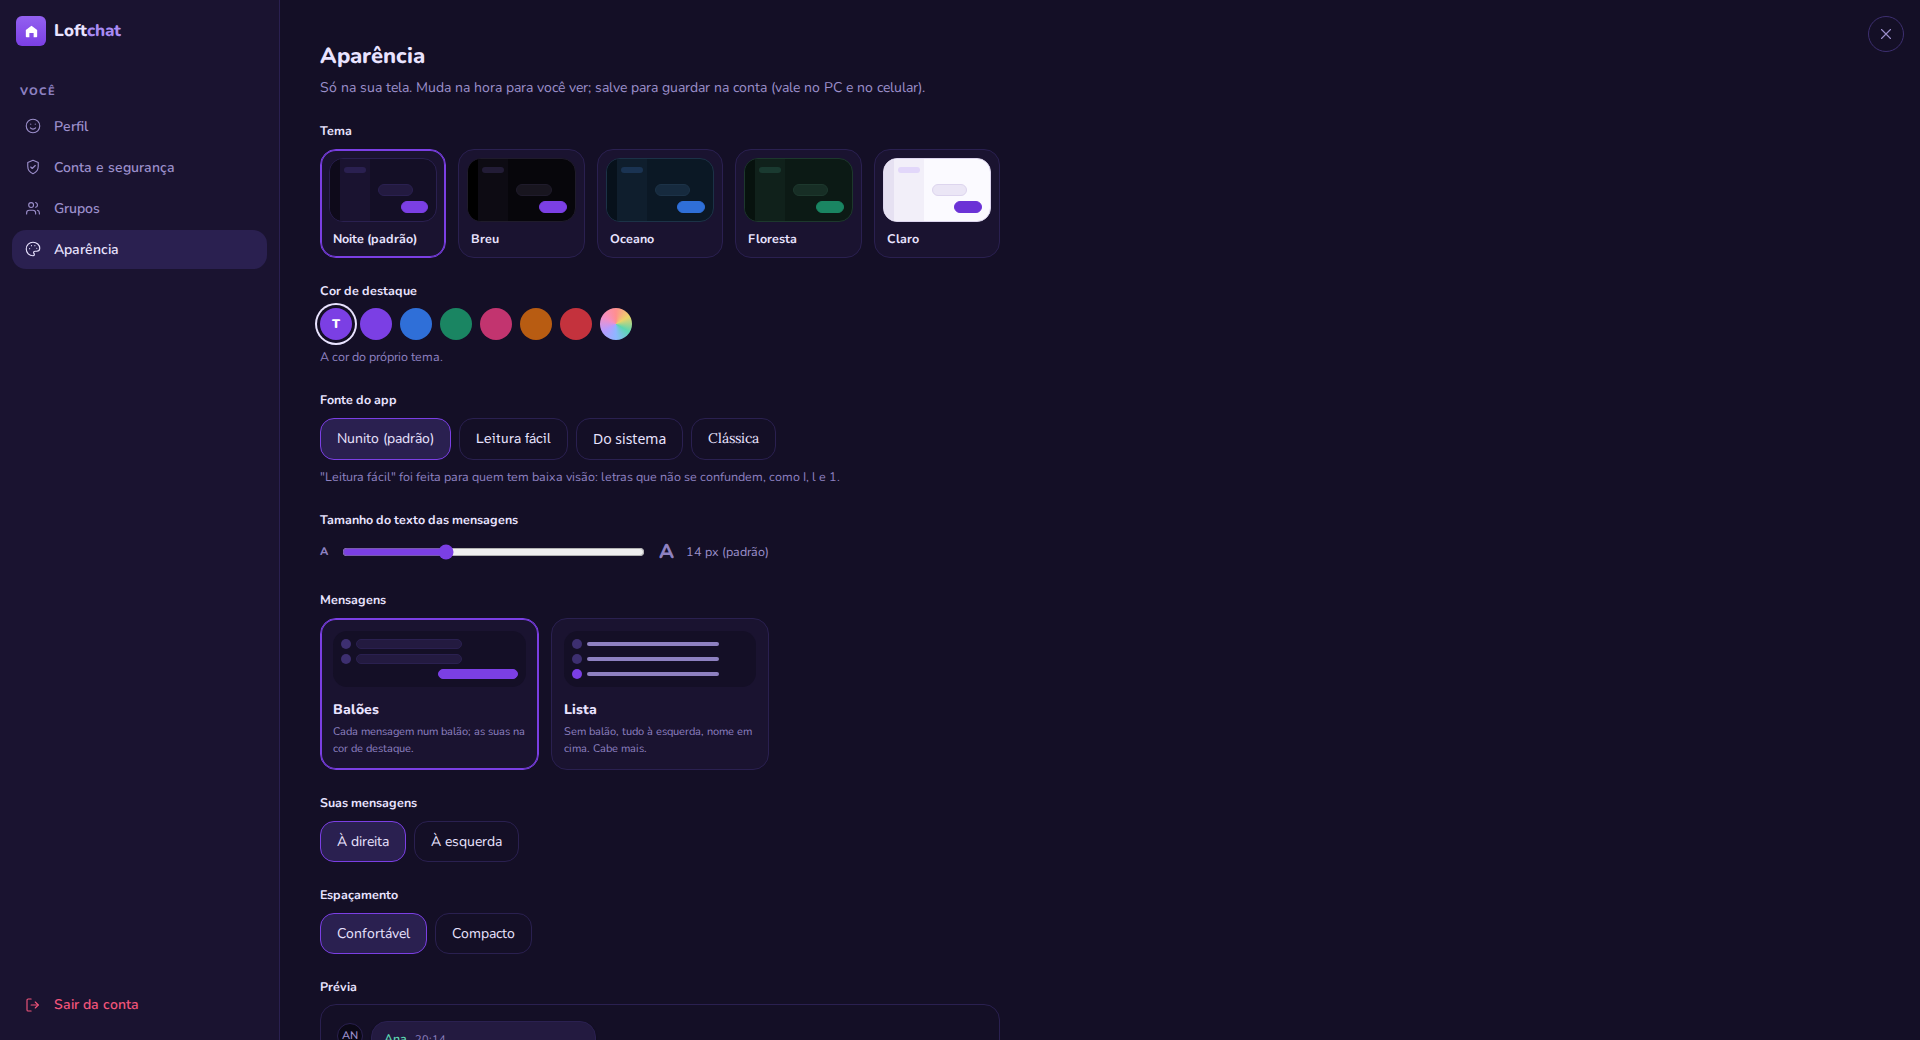 Loftchat
VOCÊ
Perfil
Conta e segurança
Grupos
Aparência
Sair da conta
Aparência
Só na sua tela. Muda na hora para você ver; salve para guardar na conta (vale no PC e no celular).
Tema
Noite (padrão)
Breu
Oceano
Floresta
Claro
Cor de destaque
T
A cor do próprio tema.
Fonte do app
Nunito (padrão)
Leitura fácil
Do sistema
Clássica
"Leitura fácil" foi feita para quem tem baixa visão: letras que não se confundem, como I, l e 1.
Tamanho do texto das mensagens
A
A
14 px (padrão)
Mensagens
Balões
Cada mensagem num balão; as suas na
cor de destaque.
Lista
Sem balão, tudo à esquerda, nome em
cima. Cabe mais.
Suas mensagens
À direita
À esquerda
Espaçamento
Confortável
Compacto
Prévia
AN
Ana 20:14